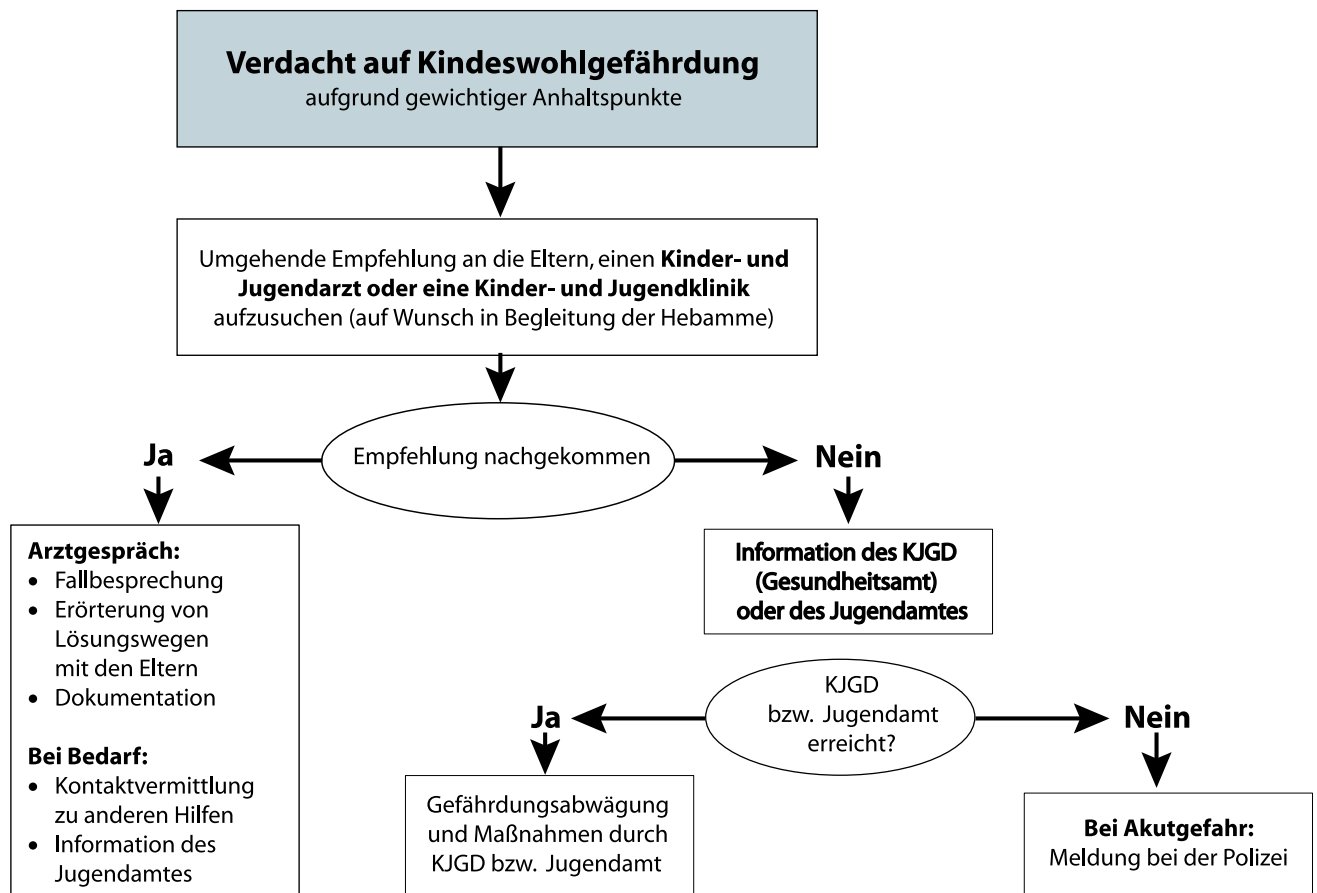 Verdacht auf Kindeswohlgefährdung
aufgrund gewichtiger Anhaltspunkte
Umgehende Empfehlung an die Eltern, einen Kinder- und
Jugendarzt oder eine Kinder- und Jugendklinik
aufzusuchen (auf Wunsch in Begleitung der Hebamme)
Empfehlung nachgekommen
Ja
Nein
Arztgespräch:
• Fallbesprechung
• Erörterung von
Lösungswegen
mit den Eltern
• Dokumentation
Bei Bedarf:
• Kontaktvermittlung
zu anderen Hilfen
• Information des
Jugendamtes
Information des KJGD
(Gesundheitsamt)
oder des Jugendamtes
KJGD
bzw. Jugendamt
erreicht?
Ja
Nein
Gefährdungsabwägung
und Maßnahmen durch
KJGD bzw. Jugendamt
Bei Akutgefahr:
Meldung bei der Polizei